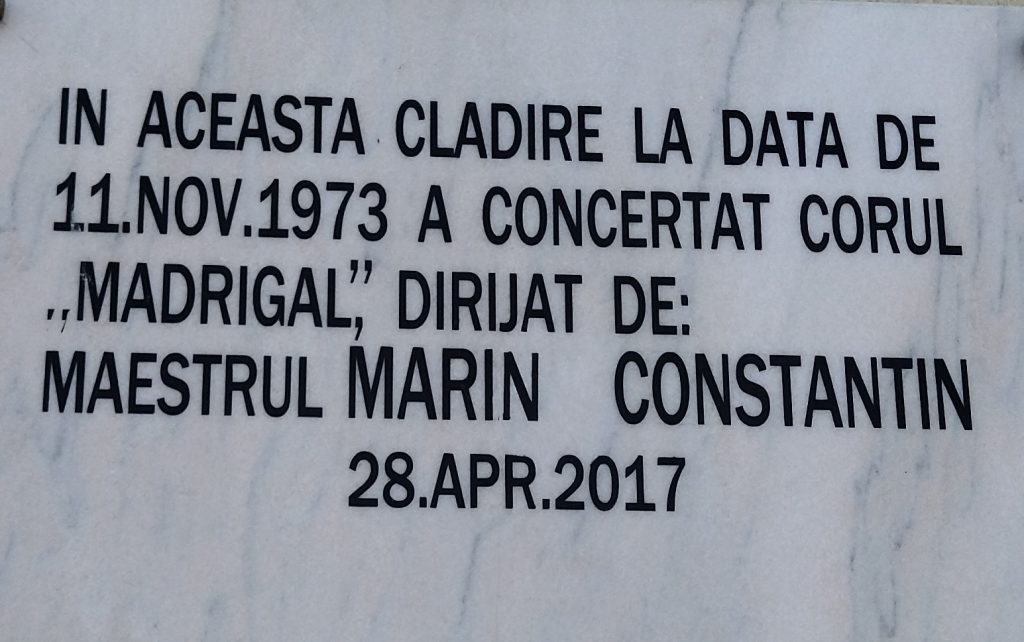 IN ACEASTA CLADIRE LA DATA DE
11.NOV.1973 A CONCERTAT CORUL
,,MADRIGAL,” DIRIJAT DE:
MAESTRUL MARIN CONSTANTIN
28.APR.2017